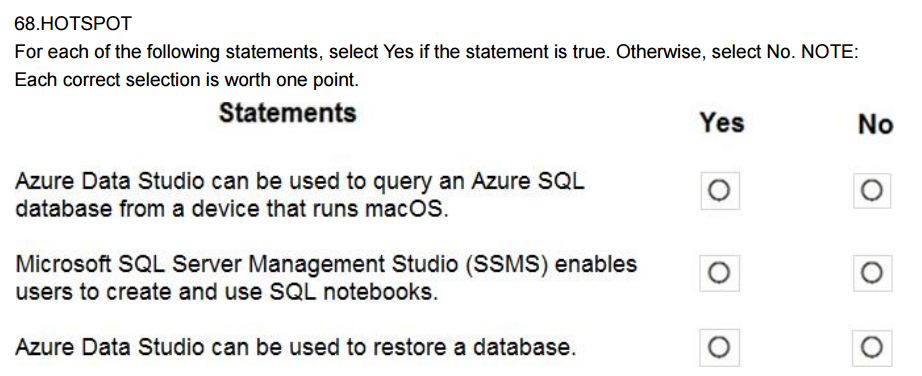 68.HOTSPOT
For each of the following statements, select Yes if the statement is true. Otherwise, select No. NOTE:
Each correct selection is worth one point.
Statements Yes No
Azure Data Studio can be used to query an Azure SQL
database from a device that runs macOS.
Microsoft SQL Server Management Studio (SSMS) enables
users to create and use SQL notebooks.
Azure Data Studio can be used to restore a database.